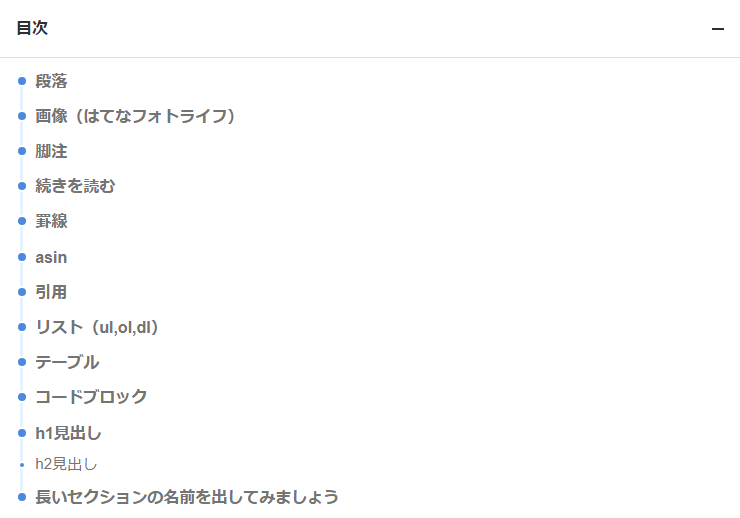 目次
段落
画像（はてなフォトライフ）
脚注
続きを読む
罫線
asin
引用
リスト（ul,ol,dl）
テーブル
コードブロック
h1見出し
h2見出し
長いセクションの名前を出してみましょう